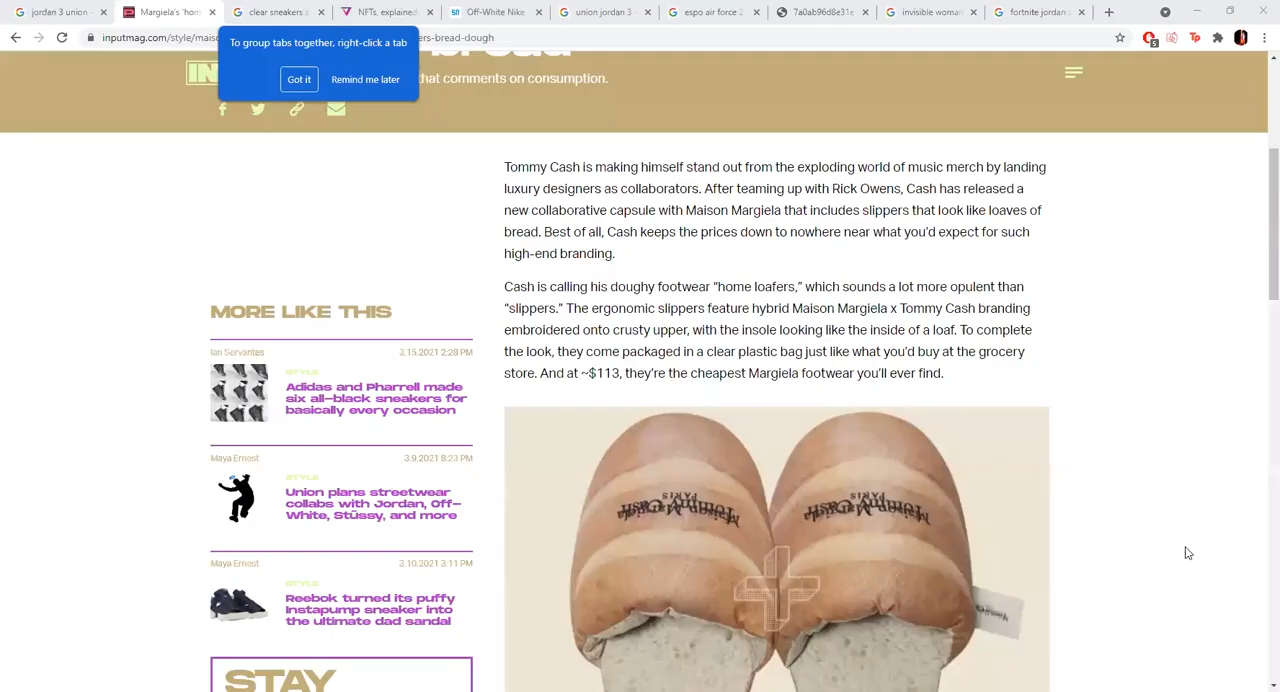 jordan 3 union -
Margiela's 'hom
clear sneakers a
NFTs, explained
Off-White Nike
union jordan 3 -
espo air force 2
7a0ab96d8e31e
invisible woman
fortnite jordan s
inputmag.com/style/maiso
ers-bread-dough
5
Tp
To group tabs together, right-click a tab
Got it
Remind me later
IN
that comments on consumption.
Tommy Cash is making himself stand out from the exploding world of music merch by landing
luxury designers as collaborators. After teaming up with Rick Owens, Cash has released a
new collaborative capsule with Maison Margiela that includes slippers that look like loaves of
bread. Best of all, Cash keeps the prices down to nowhere near what you'd expect for such
high-end branding.
Cash is calling his doughy footwear “home loafers,” which sounds a lot more opulent than
“slippers.” The ergonomic slippers feature hybrid Maison Margiela x Tommy Cash branding
embroidered onto crusty upper, with the insole looking like the inside of a loaf. To complete
the look, they come packaged in a clear plastic bag just like what you'd buy at the grocery
store. And at ~$113, they're the cheapest Margiela footwear you'll ever find.
MORE LIKE THIS
Ian Servantes
3.15.2021 2:28 PM
STYLE
Adidas and Pharrell made
six all-black sneakers for
basically every occasion
Maya Ernest
3.9.2021 8:23 PM
STYLE
Union plans streetwear
collabs with Jordan, Off-
White, Stüssy, and more
Maya Ernest
3.10.2021 3:11 PM
STYLE
Reebok turned its puffy
Instapump sneaker into
the ultimate dad sandal
STAY